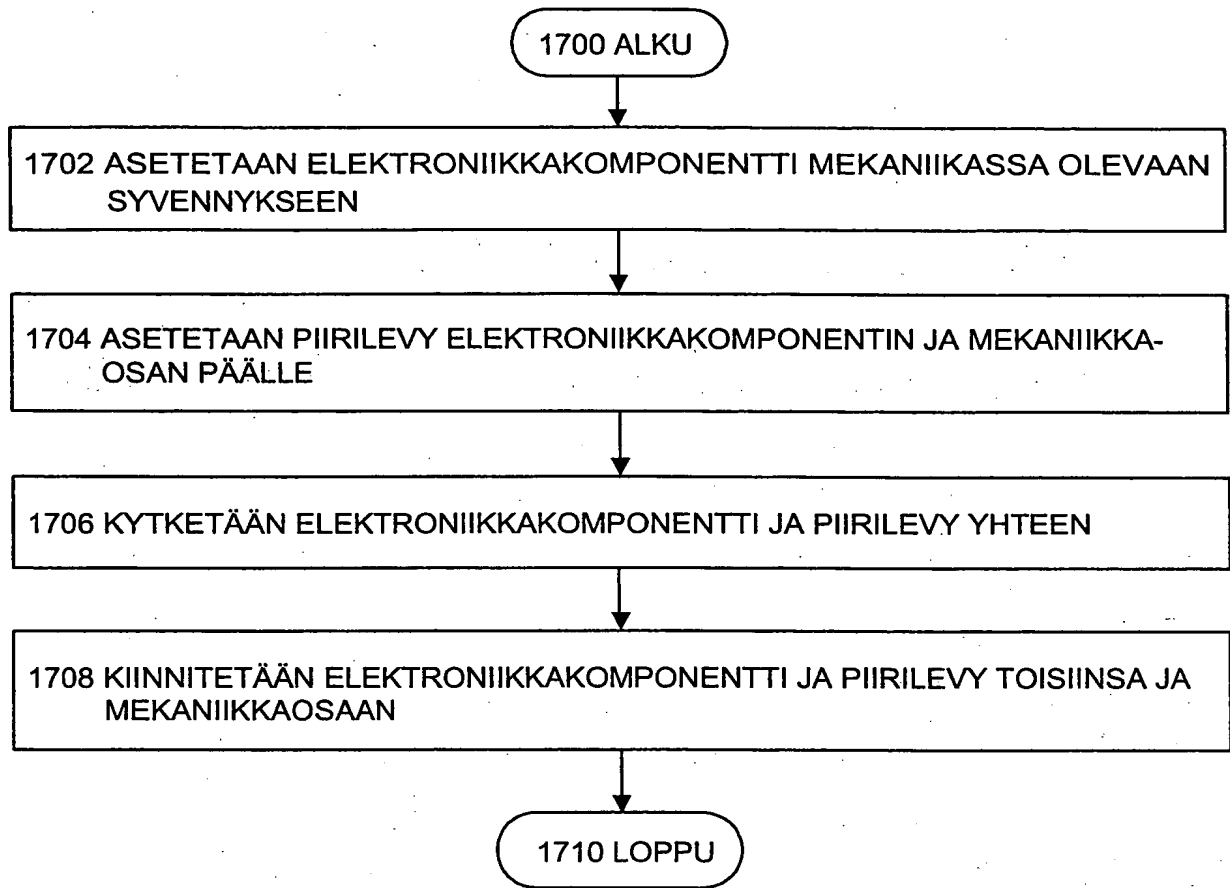 1700 ALKU
1702 ASETETAAN ELEKTRONIIKKAKOMPONENTTI MEKANIIKASSA OLEVAAN
SYVENNYKSEEN
1704 ASETETAAN PIIRILEVY ELEKTRONIIKKAKOMPONENTIN JA MEKANIIKKA-
OSAN PÄÄLLE
1706 KYTKETÄÄN ELEKTRONIIKKAKOMPONENTTI JA PIIRILEVY YHTEEN
1708 KIINNITETÄÄN ELEKTRONIIKKAKOMPONENTTI JA PIIRILEVY TOISIINSA JA
MEKANIIKKAOSAAN
1710 LOPPU